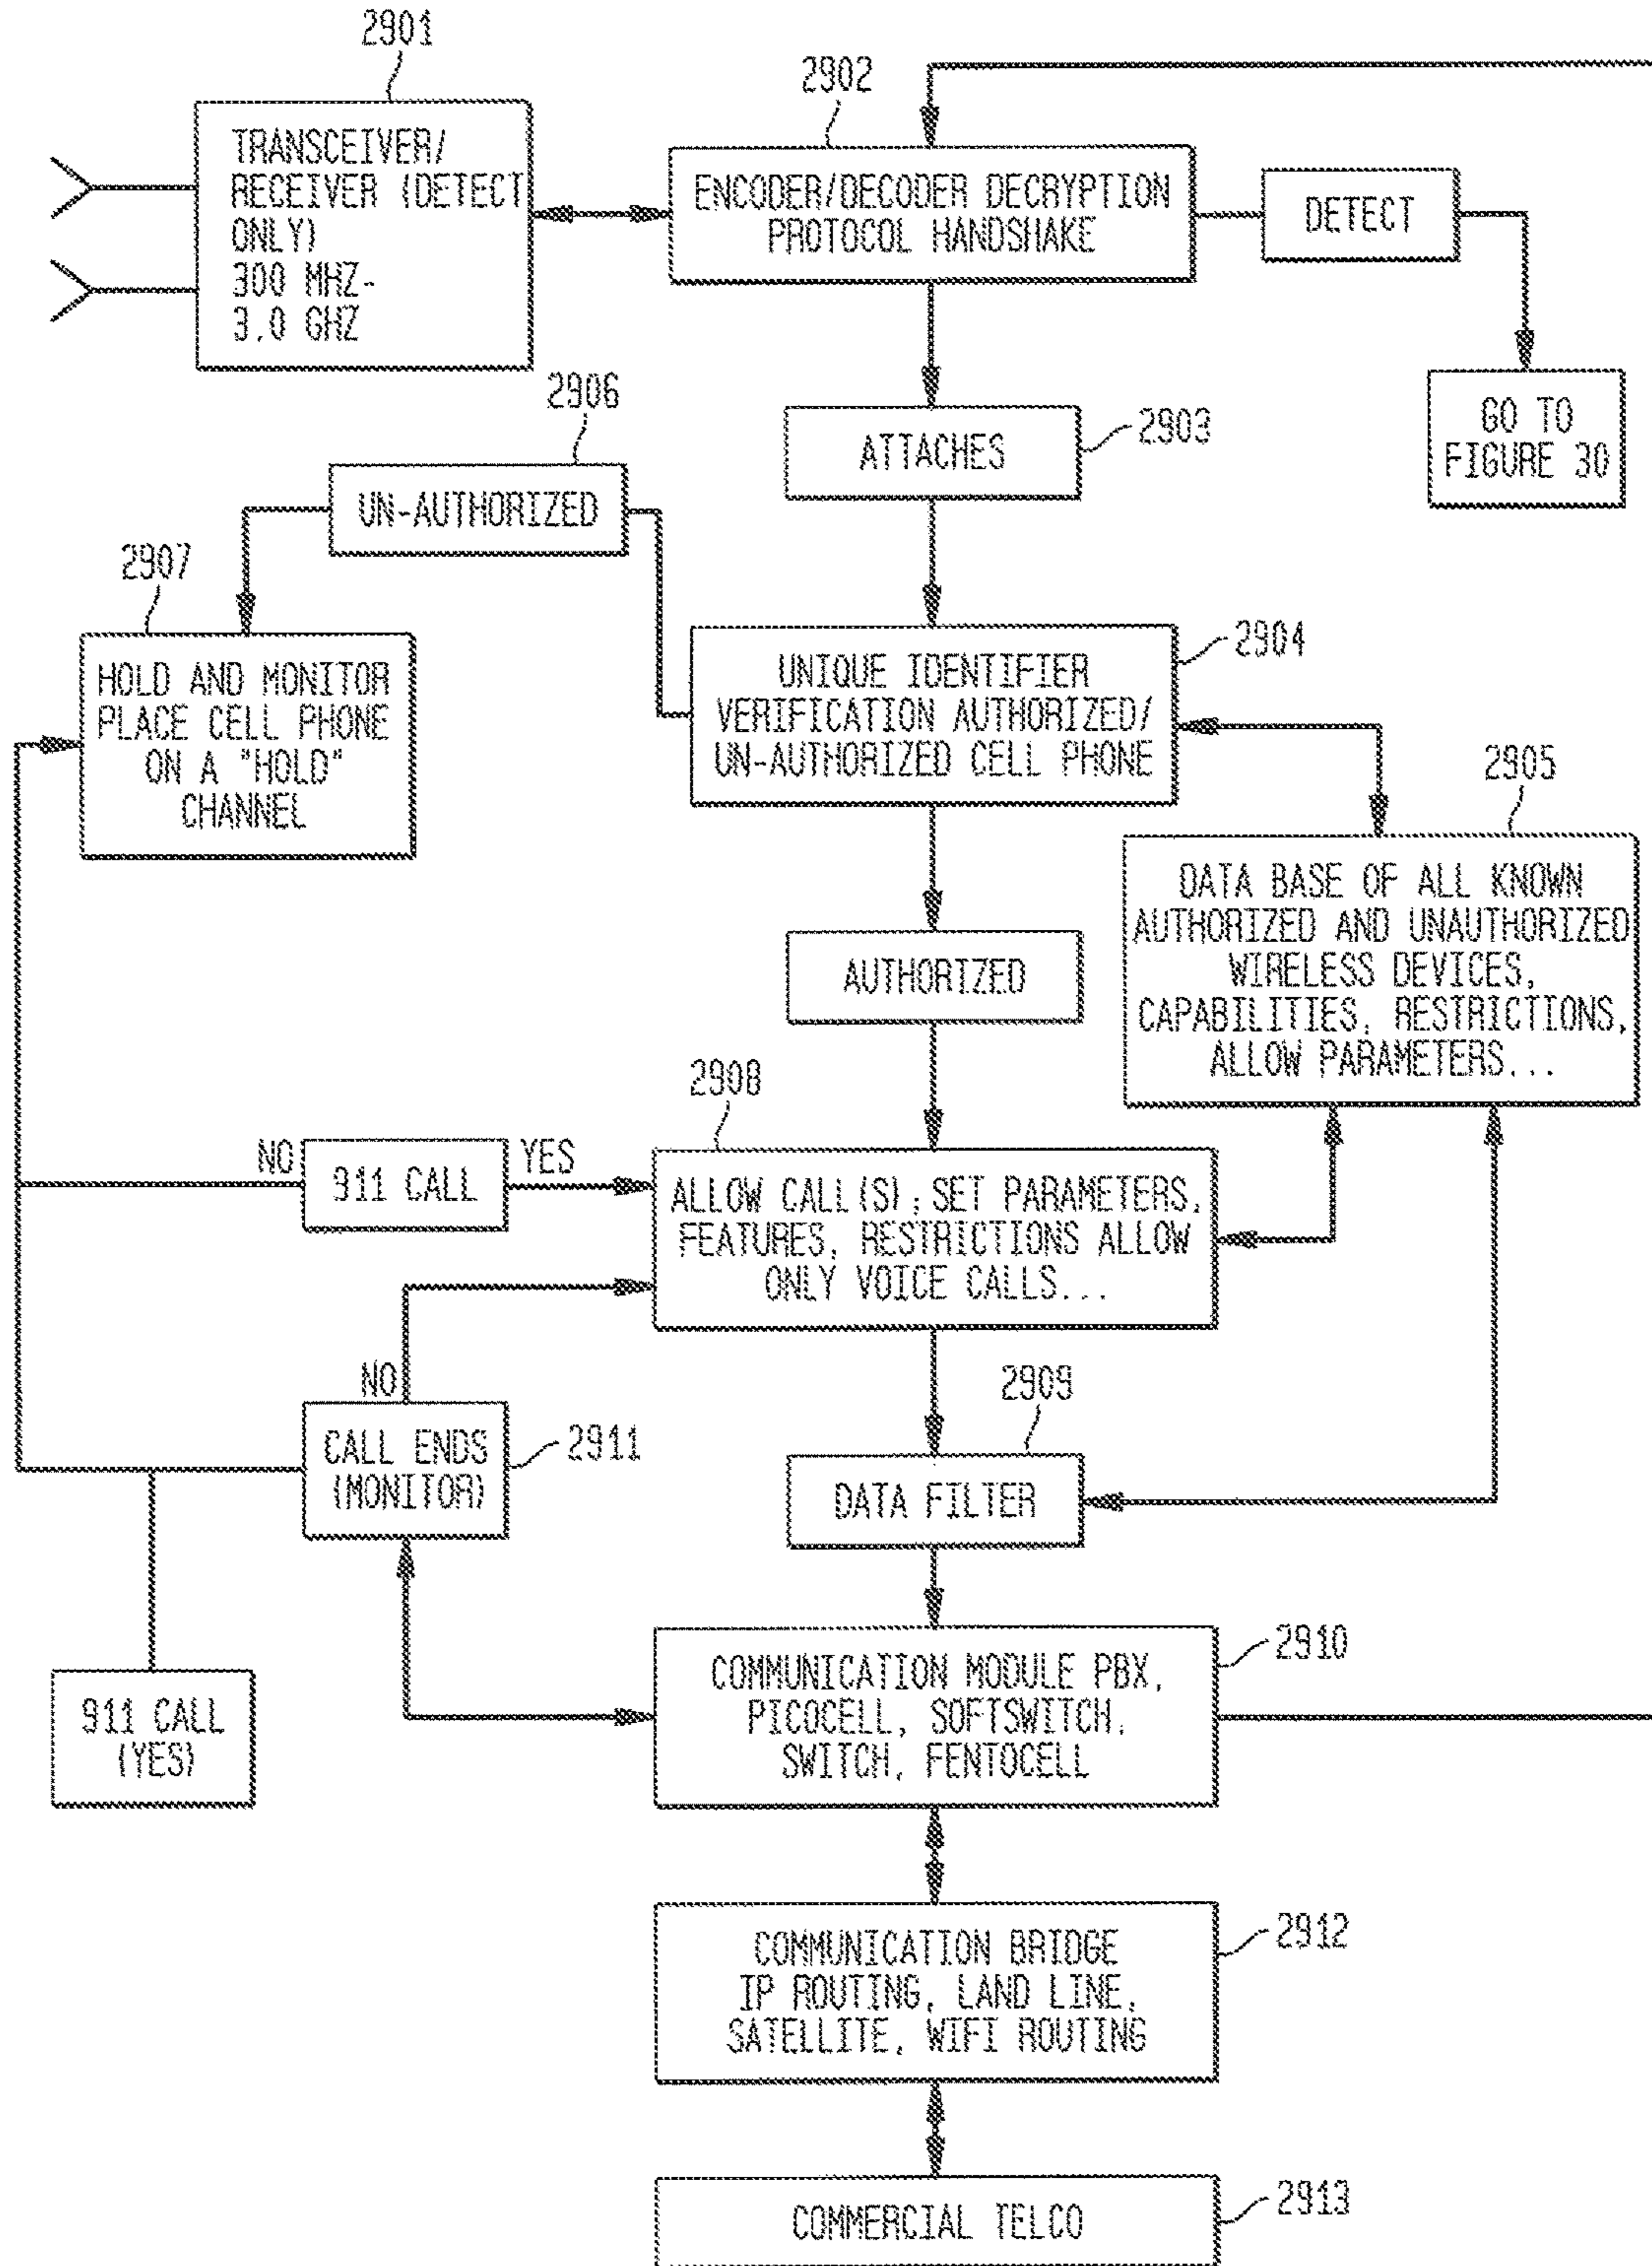 2901
2902
TRANSCEIVER/
RECEIVER (DETECT
ONLY)
300 MHZ-
3.0 GHZ
ENCODER/DECODER DECRYPTION
PROTOCOL HANDSHAKE
DETECT
GO TO
FIGURE 30
2906
2903
ATTACHES
UN-AUTHORIZED
2907
HOLD AND MONITOR
PLACE CELL PHONE
ON A "HOLD"
CHANNEL
2904
UNIQUE IDENTIFIER
VERIFICATION AUTHORIZED/
UN-AUTHORIZED CELL PHONE
2905
DATA BASE OF ALL KNOWN
AUTHORIZED AND UNAUTHORIZED
WIRELESS DEVICES,
CAPABILITIES, RESTRICTIONS,
ALLOW PARAMETERS...
AUTHORIZED
2908
NO
911 CALL
YES
ALLOW CALL(S); SET PARAMETERS,
FEATURES, RESTRICTIONS ALLOW
ONLY VOICE CALLS...
NO
CALL ENDS
(MONITOR)
2911
2909
DATA FILTER
911 CALL
(YES)
2910
COMMUNICATION MODULE PBX,
PICOCELL, SOFTSWITCH,
SWITCH, FENTOCELL
2912
COMMUNICATION BRIDGE
IP ROUTING, LAND LINE,
SATELLITE, WIFI ROUTING
2913
COMMERCIAL TELCO